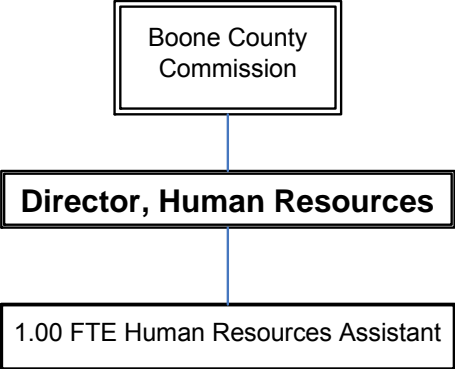 Boone County
Commission
Director, Human Resources
1.00 FTE Human Resources Assistant